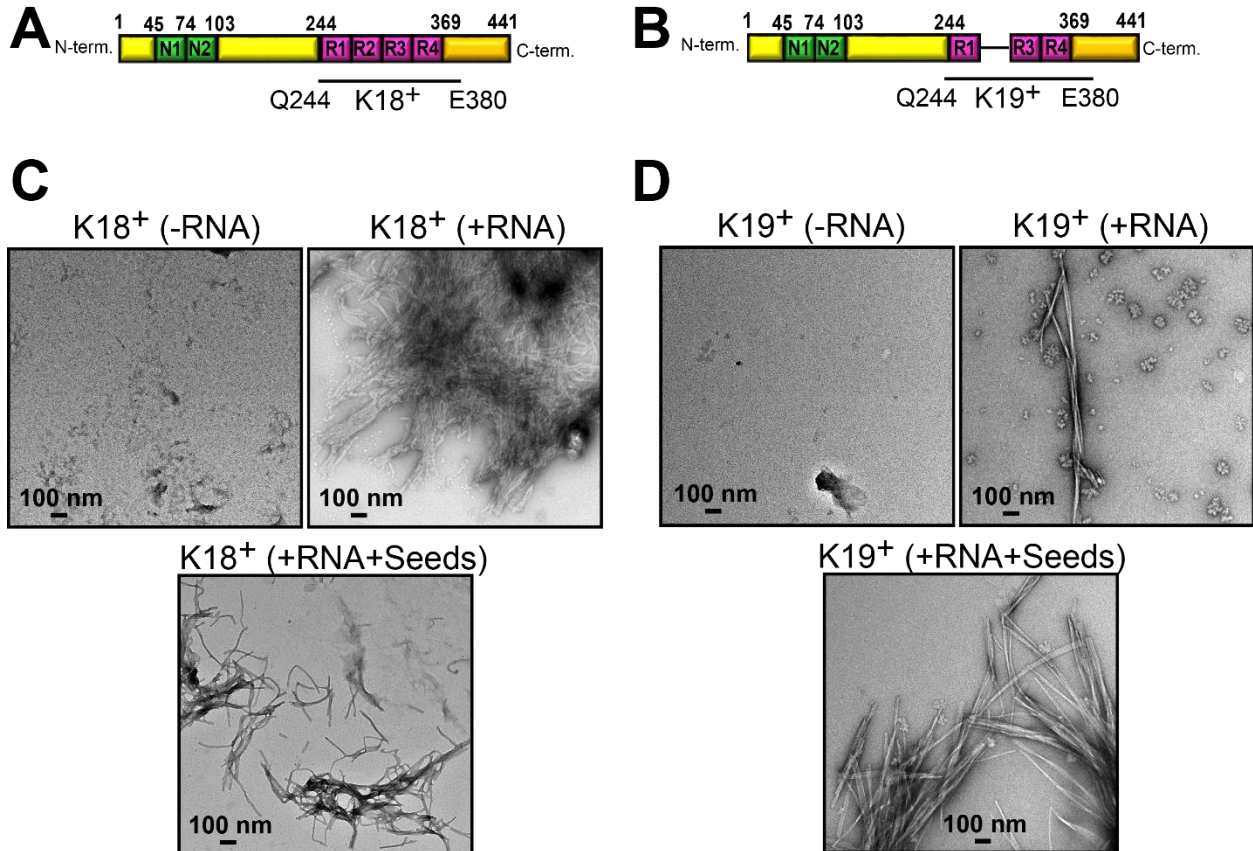 A
1 45 74 103 244 369 441
N-term. N1 N2 R1 R2 R3 R4 C-term.
Q244 K18+ E380
B
1 45 74 103 244 369 441
N-term. N1 N2 R1 R3 R4 C-term.
Q244 K19+ E380
C
K18+ (-RNA)
100 nm
K18+ (+RNA)
100 nm
K18+ (+RNA+Seeds)
100 nm
D
K19+ (-RNA)
100 nm
K19+ (+RNA)
100 nm
K19+ (+RNA+Seeds)
100 nm